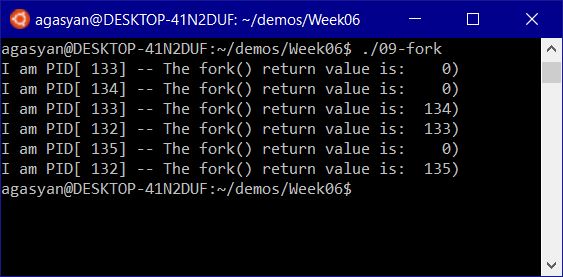 agasyan@DESKTOP-41N2DUF: ~/demos/Week06
agasyan@DESKTOP-41N2DUF:~/demos/Week06$ ./09-fork
I am PID[ 133] -- The fork() return value is:    0)
I am PID[ 134] -- The fork() return value is:    0)
I am PID[ 133] -- The fork() return value is:  134)
I am PID[ 132] -- The fork() return value is:  133)
I am PID[ 135] -- The fork() return value is:    0)
I am PID[ 132] -- The fork() return value is:  135)
agasyan@DESKTOP-41N2DUF:~/demos/Week06$